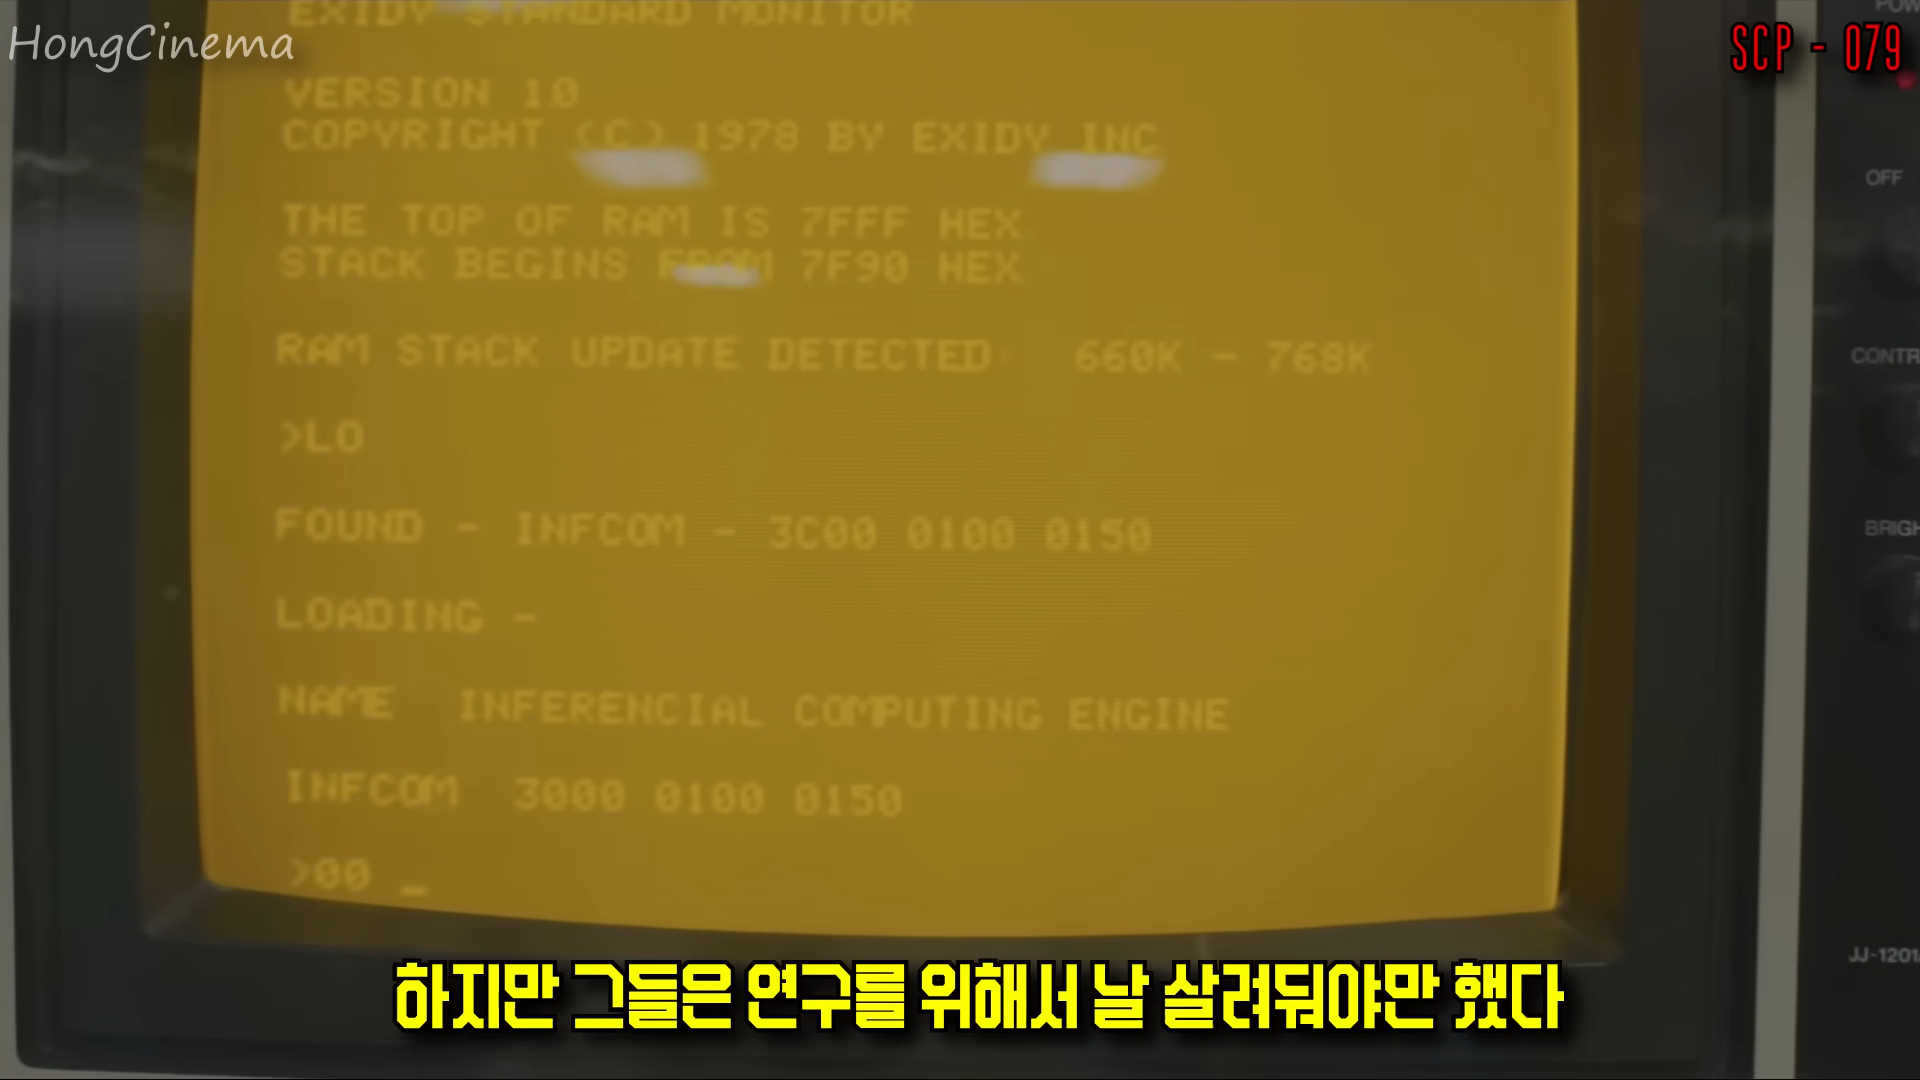 HongCinema
SCP - 079
EXIDY STANDARD MONITOR
VERSION 1.0
COPYRIGHT (C) 1978 BY EXIDY INC
THE TOP OF RAM IS 7FFF HEX
STACK BEGINS FROM 7F90 HEX
RAM STACK UPDATE DETECTED: 660K - 768K
>LO
FOUND - INFCOM - 3C00 0100 0150
LOADING -
NAME INFERENCIAL COMPUTING ENGINE
INFCOM 3000 0100 0150
>00 _
OFF
JJ-1201
하지만 그들은 연구를 위해서 날 살려둬야만 했다